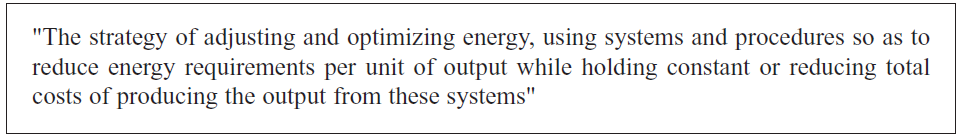 "The strategy of adjusting and optimizing energy, using systems and procedures so as to
reduce energy requirements per unit of output while holding constant or reducing total
costs of producing the output from these systems"